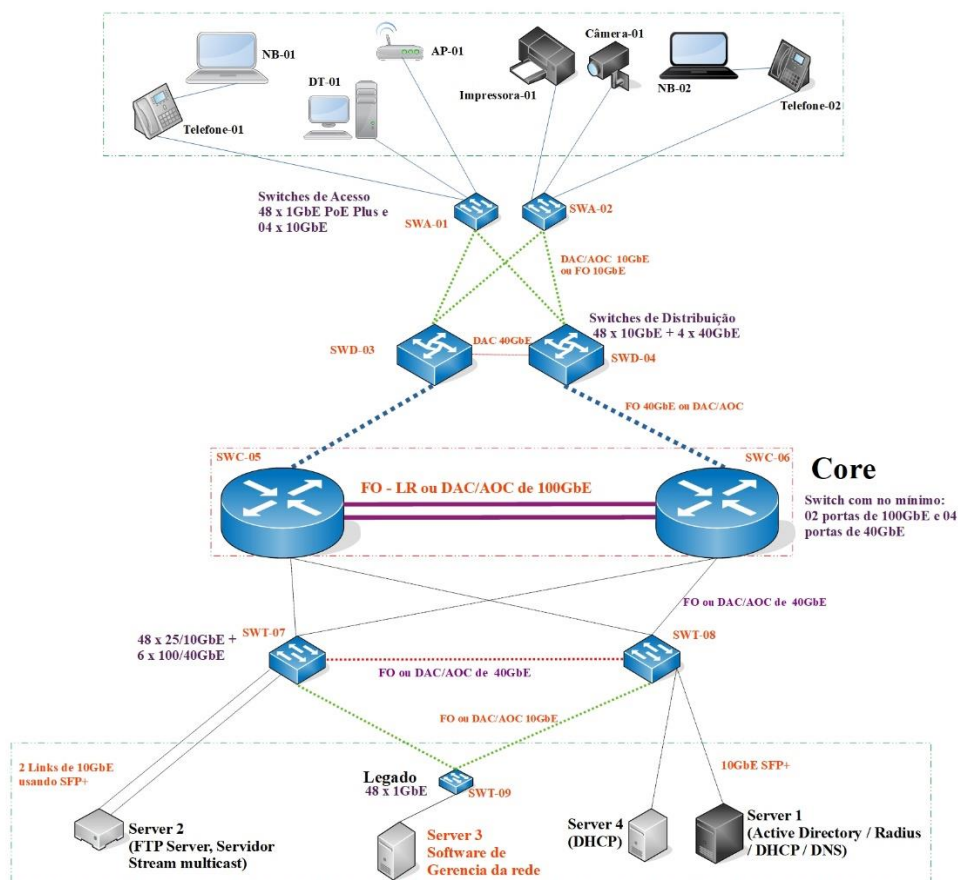 NB-01
AP-01
Câmera-01
DT-01
Impressora-01
NB-02
Telefone-01
Telefone-02
Switches de Acesso
48 x 1GbE PoE Plus e
04 x 10GbE
SWA-01
SWA-02
DAC/AOC 10GbE
ou FO 10GbE
Switches de Distribuição
48 x 10GbE + 4 x 40GbE
SWD-03
DAC 40GbE
SWD-04
FO 40GbE ou DAC/AOC
SWC-05
SWC-06
Core
FO - LR ou DAC/AOC de 100GbE
Switch com no mínimo:
02 portas de 100GbE e 04
portas de 40GbE
FO ou DAC/AOC de 40GbE
48 x 25/10GbE +
6 x 100/40GbE
SWT-07
SWT-08
FO ou DAC/AOC de 40GbE
FO ou DAC/AOC 10GbE
2 Links de 10GbE
usando SFP+
Legado
48 x 1GbE
SWT-09
10GbE SFP+
Server 2
(FTP Server, Servidor
Stream multicast)
Server 3
Software de
Gerencia da rede
Server 4
(DHCP)
Server 1
(Active Directory / Radius
/ DHCP / DNS)